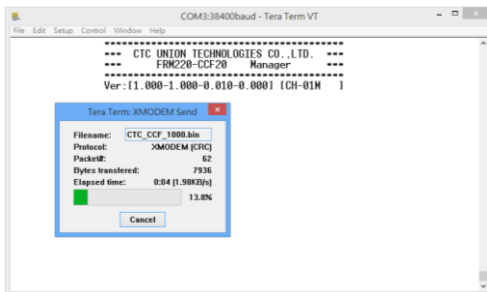 COM3:38400baud - Tera Term VT
File Edit Setup Control Window Help
--- CTC UNION TECHNOLOGIES CO.,LTD. ---
--- FRM220-CCF20 Manager ---
Ver:[1.000-1.000-0.010-0.000] [CH-01M ]
Tera Term: XMODEM Send
Filename: CTC_CCF_1000.bin
Protocol: XMODEM (CRC)
Packet#: 62
Bytes transfered: 7936
Elapsed time: 0:04 (1.98KB/s)
13.8%
Cancel